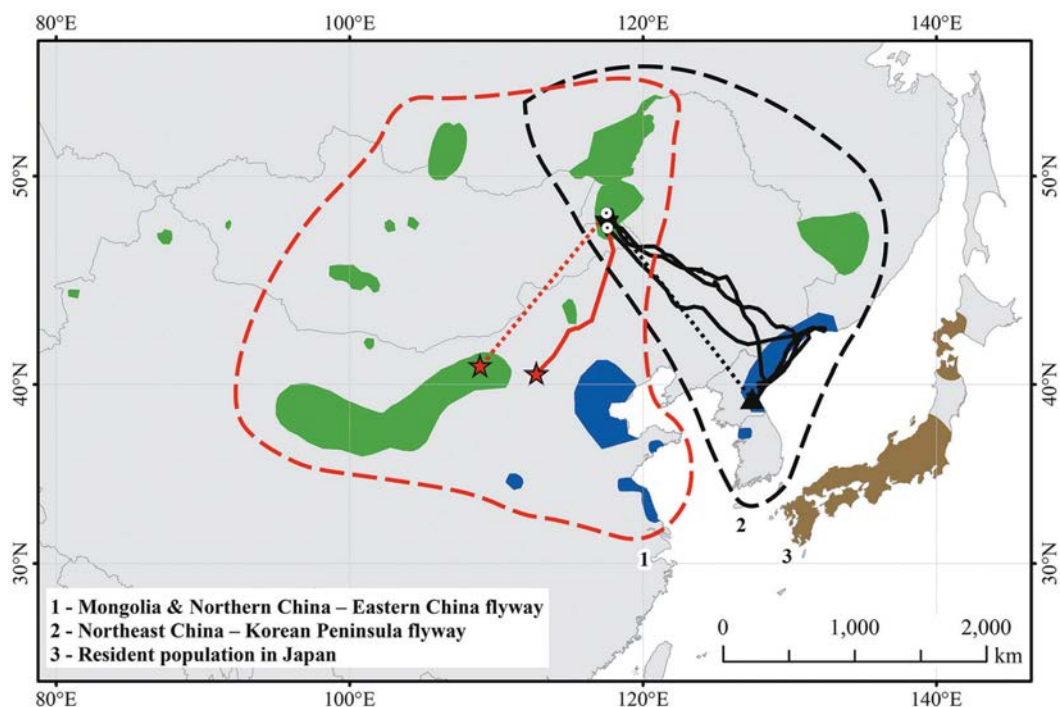 80°E 100°E 120°E 140°E
50°N 50°N
40°N 40°N
2
3
30°N 1 30°N
1 - Mongolia & Northern China – Eastern China flyway
2 - Northeast China – Korean Peninsula flyway
3 - Resident population in Japan
0 1,000 2,000
km
80°E 100°E 120°E 140°E